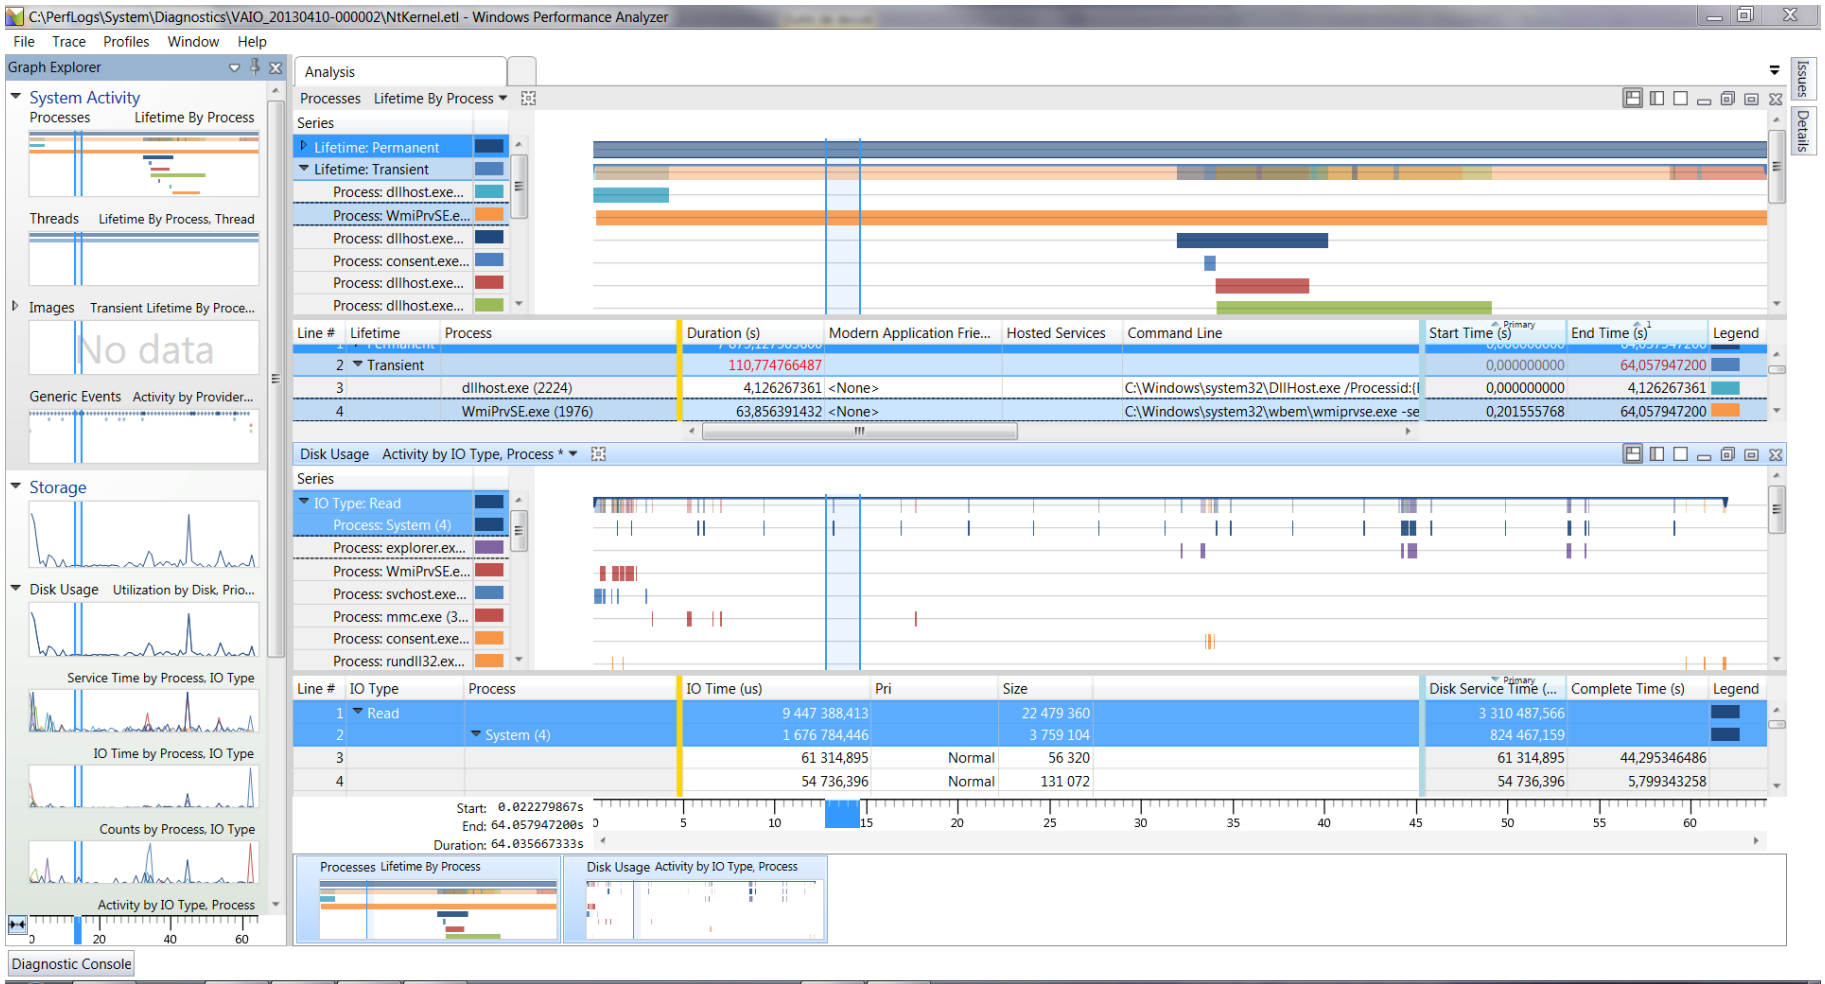 C:\PerfLogs\System\Diagnostics\VAIO_20130410-000002\NtKernel.etl - Windows Performance Analyzer
File Trace Profiles Window Help
Graph Explorer
System Activity
Processes Lifetime By Process
Threads Lifetime By Process, Thread
Images Transient Lifetime By Proce...
No data
Generic Events Activity by Provider...
Storage
Disk Usage Utilization by Disk, Prio...
Service Time by Process, IO Type
IO Time by Process, IO Type
Counts by Process, IO Type
Activity by IO Type, Process
0 20 40 60
Diagnostic Console
Analysis
Issues
Details
Processes Lifetime By Process
Series
Lifetime: Permanent
Lifetime: Transient
Process: dllhost.exe...
Process: WmiPrvSE.e...
Process: dllhost.exe...
Process: consent.exe...
Process: dllhost.exe...
Process: dllhost.exe...
Line # Lifetime Process Duration (s) Modern Application Frie... Hosted Services Command Line Start Time (s) Primary End Time (s) 1 Legend
1 Permanent 0,000000000 64,057947200
2 Transient 110,774766487 0,000000000 64,057947200
3 dllhost.exe (2224) 4,126267361 <None> C:\Windows\system32\DllHost.exe /Processid:{ 0,000000000 4,126267361
4 WmiPrvSE.exe (1976) 63,856391432 <None> C:\Windows\system32\wbem\wmiprvse.exe -se 0,201555768 64,057947200
Disk Usage Activity by IO Type, Process *
Series
IO Type: Read
Process: System (4)
Process: explorer.ex...
Process: WmiPrvSE.e...
Process: svchost.exe...
Process: mmc.exe (3...
Process: consent.exe...
Process: rundll32.ex...
Line # IO Type Process IO Time (us) Pri Size Disk Service Time (... Primary Complete Time (s) Legend
1 Read 9 447 388,413 22 479 360 3 310 487,566
2 System (4) 1 676 784,446 3 759 104 824 467,159
3 61 314,895 Normal 56 320 61 314,895 44,295346486
4 54 736,396 Normal 131 072 54 736,396 5,799343258
Start: 0.022279867s
End: 64.057947200s
Duration: 64.035667333s
0 5 10 15 20 25 30 35 40 45 50 55 60
Processes Lifetime By Process
Disk Usage Activity by IO Type, Process